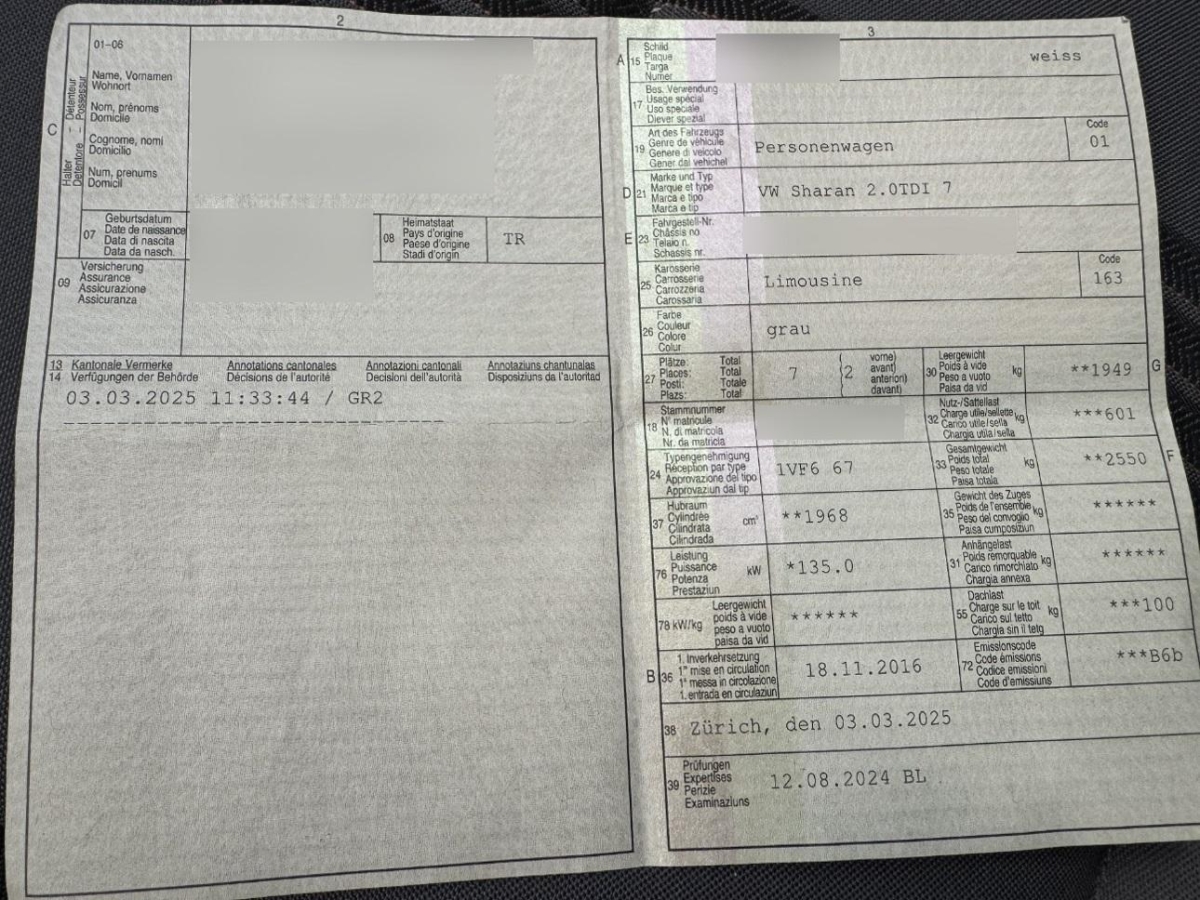 2
C
Halter - Détenteur
Detentore - Possessur
01-06
Name, Vornamen
Wohnort
Nom, prénoms
Domicile
Cognome, nomi
Domicilio
Num, prenums
Domicil
07
Geburtsdatum
Date de naissance
Data di nascita
Data da nasch.
08
Heimatstaat
Pays d'origine
Paese d'origine
Stadi d'origin
TR
09
Versicherung
Assurance
Assicurazione
Assicuranza
13 Kantonale Vermerke Annotations cantonales Annotazioni cantonali Annotaziuns chantunalas
14 Verfügungen der Behörde Décisions de l'autorité Decisioni dell'autorità Disposiziuns da l'autoritad
03.03.2025 11:33:44 / GR2
3
A 15
Schild
Plaque
Targa
Numer
weiss
17
Bes. Verwendung
Usage spécial
Uso speciale
Diever spezial
19
Art des Fahrzeugs
Genre de véhicule
Genere di veicolo
Gener dal vehichel
Personenwagen
Code
01
D 21
Marke und Typ
Marque et type
Marca e tipo
Marca e tip
VW Sharan 2.0TDI 7
E 23
Fahrgestell-Nr.
Châssis no
Telaio n.
Schassis nr.
25
Karosserie
Carrosserie
Carrozzeria
Carossaria
Limousine
Code
163
26
Farbe
Couleur
Colore
Colur
grau
27
Plätze: Total
Places: Total
Posti: Totale
Plazs: Total
7
(2
vorne)
avant)
anteriori)
davant)
30
Leergewicht
Poids à vide
Peso a vuoto
Paisa da vid
kg
**1949
G
18
Stammnummer
N° matricule
N. di matricola
Nr. da matricla
32
Nutz-/Sattellast
Charge utile/sellette
Carico utile/sella
Chargia utila/sella
kg
***601
24
Typengenehmigung
Réception par type
Approvazione del tipo
Approvaziun dal tip
1VF6 67
33
Gesamtgewicht
Poids total
Peso totale
Paisa totala
kg
**2550
F
37
Hubraum
Cylindrée
Cilindrata
Cilindrada
cm³
**1968
35
Gewicht des Zuges
Poids de l'ensemble
Peso del convoglio
Paisa cumposiziun
kg
******
76
Leistung
Puissance
Potenza
Prestaziun
kW
*135.0
31
Anhängelast
Poids remorquable
Carico rimorchiato
Chargia annexa
kg
******
78 kW/kg
Leergewicht
poids à vide
peso a vuoto
paisa da vid
******
55
Dachlast
Charge sur le toit
Carico sul tetto
Chargia sin il tetg
kg
***100
B 36
1. Inverkehrsetzung
1re mise en circulation
1a messa in circolazione
1. entrada en circulaziun
18.11.2016
72
Emissionscode
Code émissions
Codice emissioni
Code d'emissiuns
***B6b
38
Zürich, den 03.03.2025
39
Prüfungen
Expertises
Perizie
Examinaziuns
12.08.2024 BL